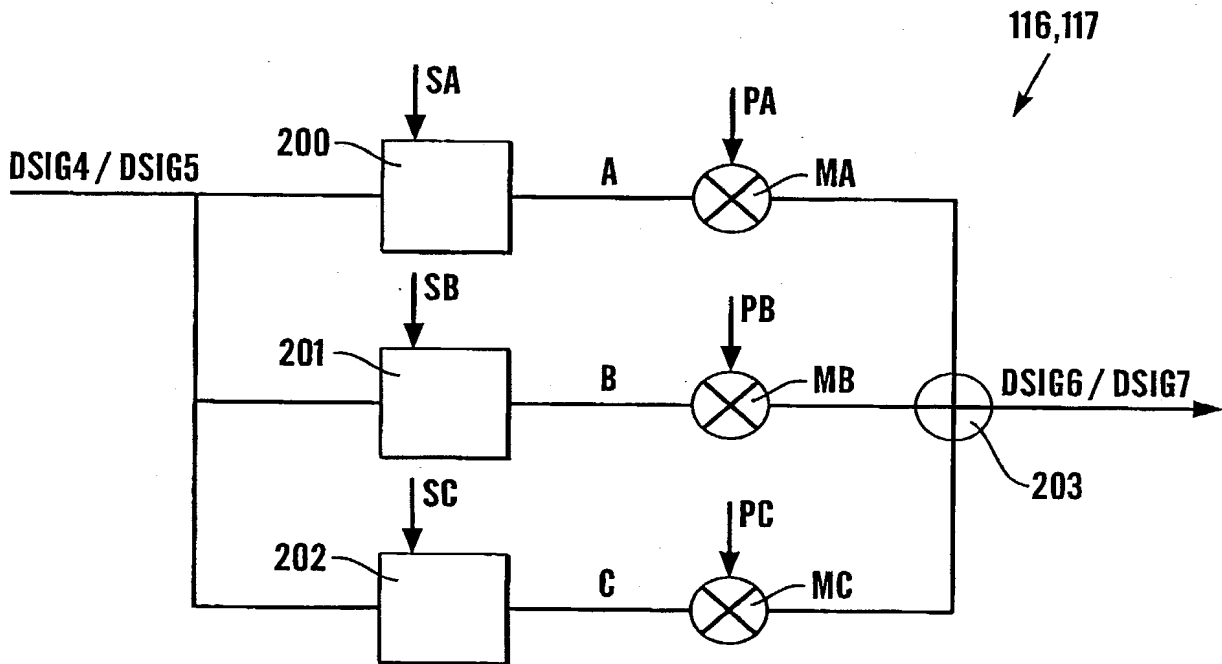 116,117
SA
PA
200
DSIG4 / DSIG5
A
MA
SB
PB
201
B
MB
DSIG6 / DSIG7
SC
PC
203
202
C
MC